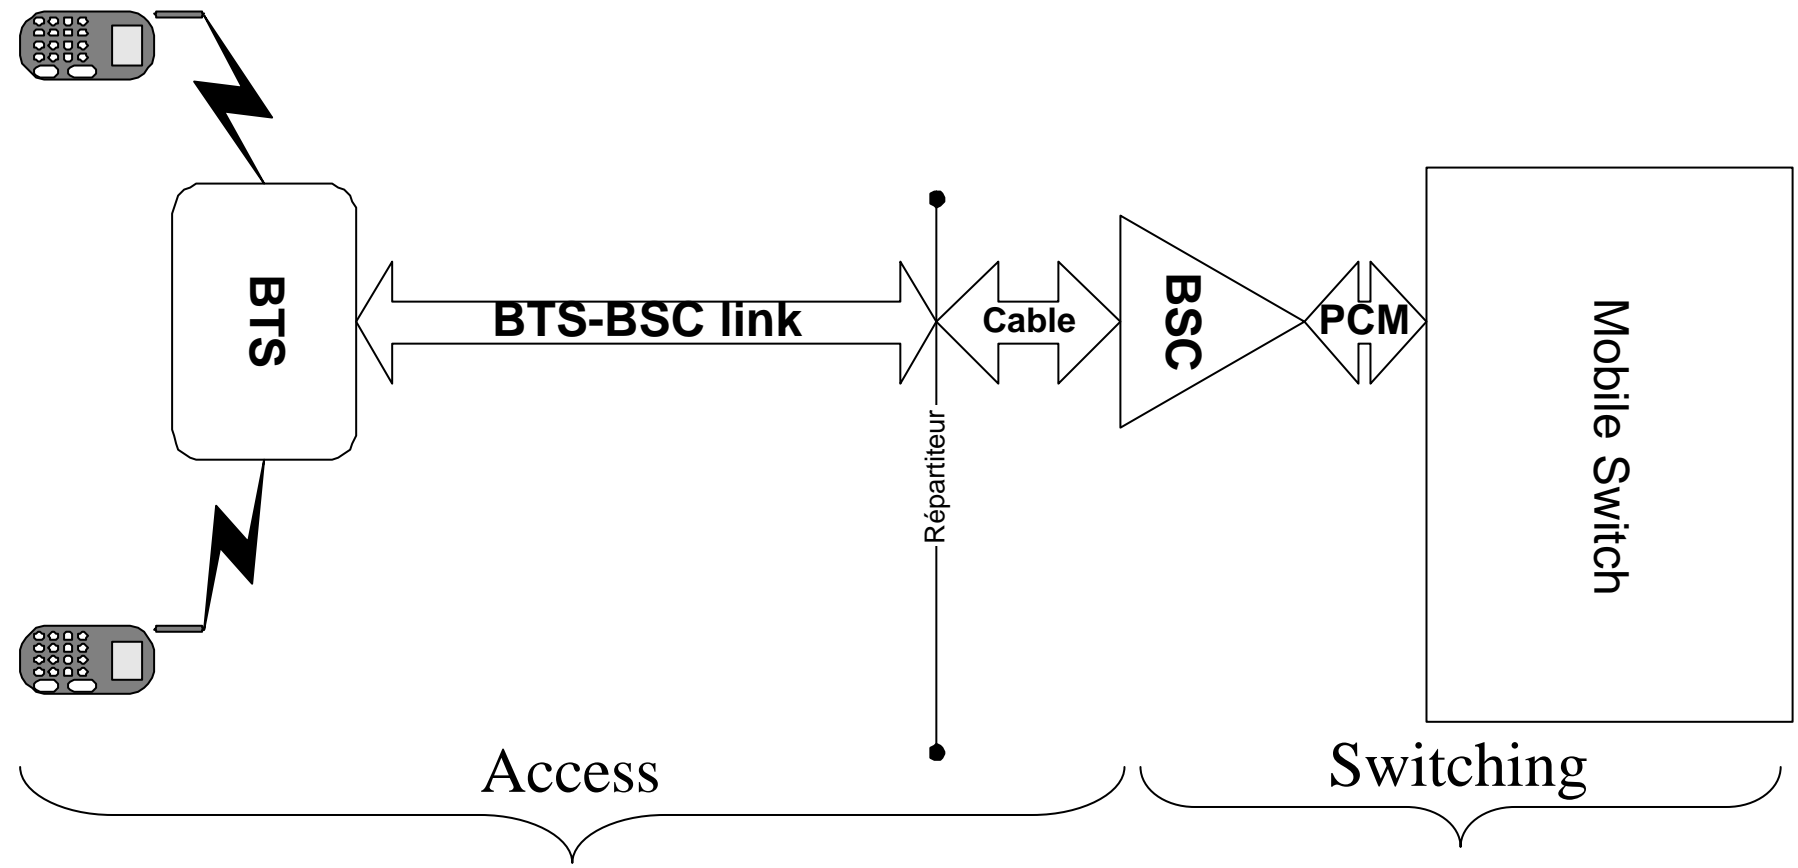 BTS
BTS-BSC link
Répartiteur
Cable
BSC
PCM
Mobile Switch
Access
Switching